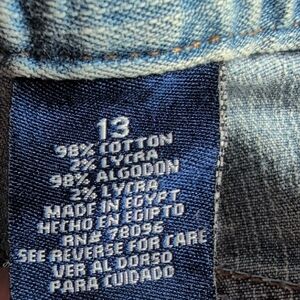 13
98% COTTON
2% LYCRA
98% ALGODON
2% LYCRA
MADE IN EGYPT
HECHO EN EGIPTO
RN# 78096
SEE REVERSE FOR CARE
VER AL DORSO
PARA CUIDADO